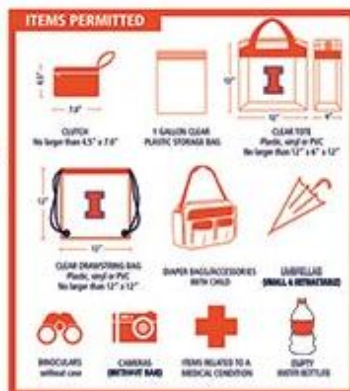 ITEMS PERMITTED
4.5"
7.0"
CLUTCH
No larger than 4.5" x 7.0"
1 GALLON CLEAR
PLASTIC STORAGE BAG
12"
I
12"
6"
CLEAR TOTE
Plastic, vinyl or PVC
No larger than 12" x 6" x 12"
12"
I
12"
CLEAR DRAWSTRING BAG
Plastic, vinyl or PVC
No larger than 12" x 12"
DIAPER BAGS/ACCESSORIES
WITH CHILD
UMBRELLAS
(SMALL & RETRACTABLE)
BINOCULARS
without case
CAMERAS
(WITHOUT BAG)
ITEMS RELATED TO A
MEDICAL CONDITION
EMPTY
WATER BOTTLES